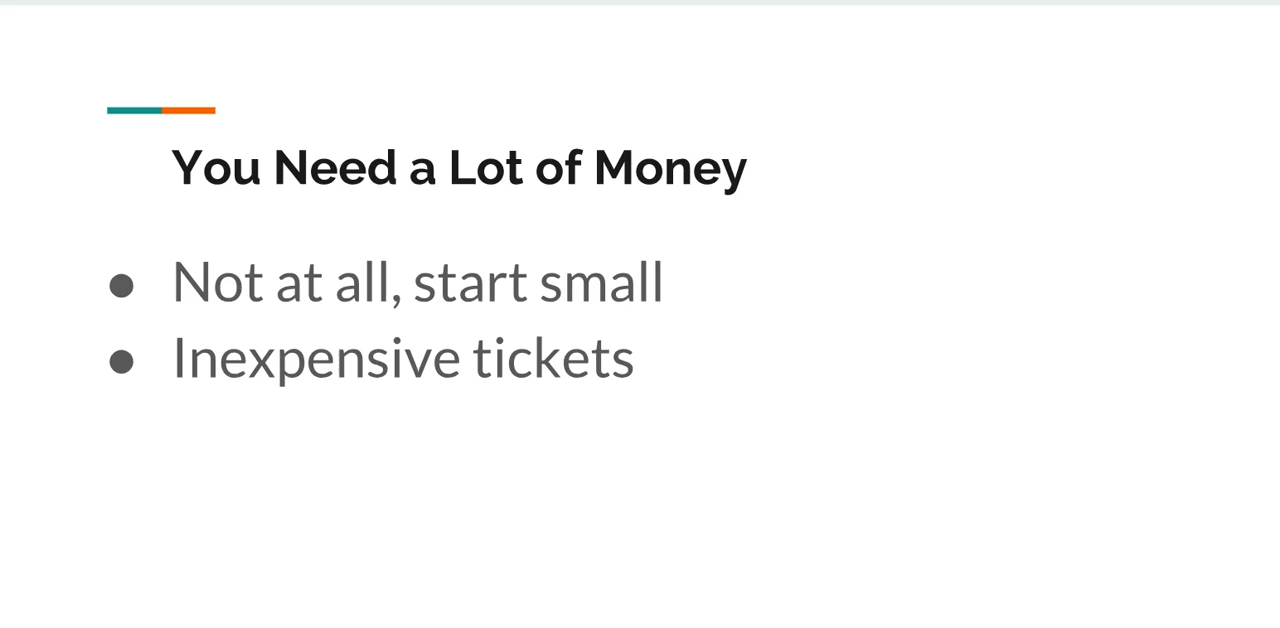 You Need a Lot of Money
● Not at all, start small
● Inexpensive tickets